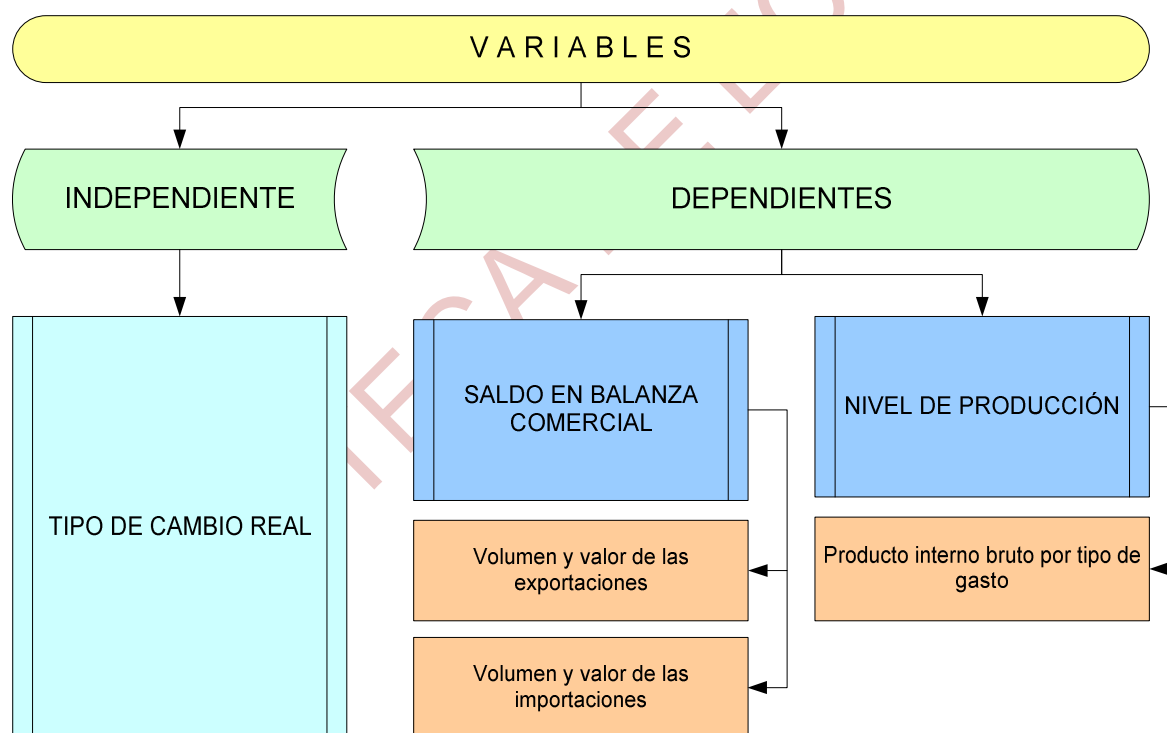 V A R I A B L E S
INDEPENDIENTE
DEPENDIENTES
TIPO DE CAMBIO REAL
SALDO EN BALANZA
COMERCIAL
Volumen y valor de las
exportaciones
Volumen y valor de las
importaciones
NIVEL DE PRODUCCIÓN
Producto interno bruto por tipo de
gasto